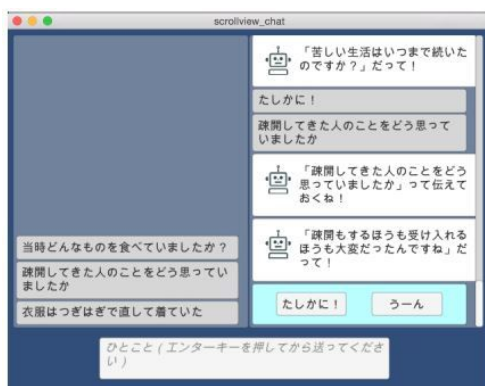 scrollview_chat
当時どんなものを食べていましたか?
疎開してきた人のことをどう思ってい
ましたか
衣服はつぎはぎで直して着ていた
「苦しい生活はいつまで続いた
のですか?」だって!
たしかに!
疎開してきた人のことをどう思って
いましたか
「疎開してきた人のことをどう
思っていましたか」って伝えて
おくね!
「疎開もするほうも受け入れる
ほうも大変だったんですね」だ
って!
たしかに!
うーん
ひとこと(エンターキーを押してから送ってくださ
い)